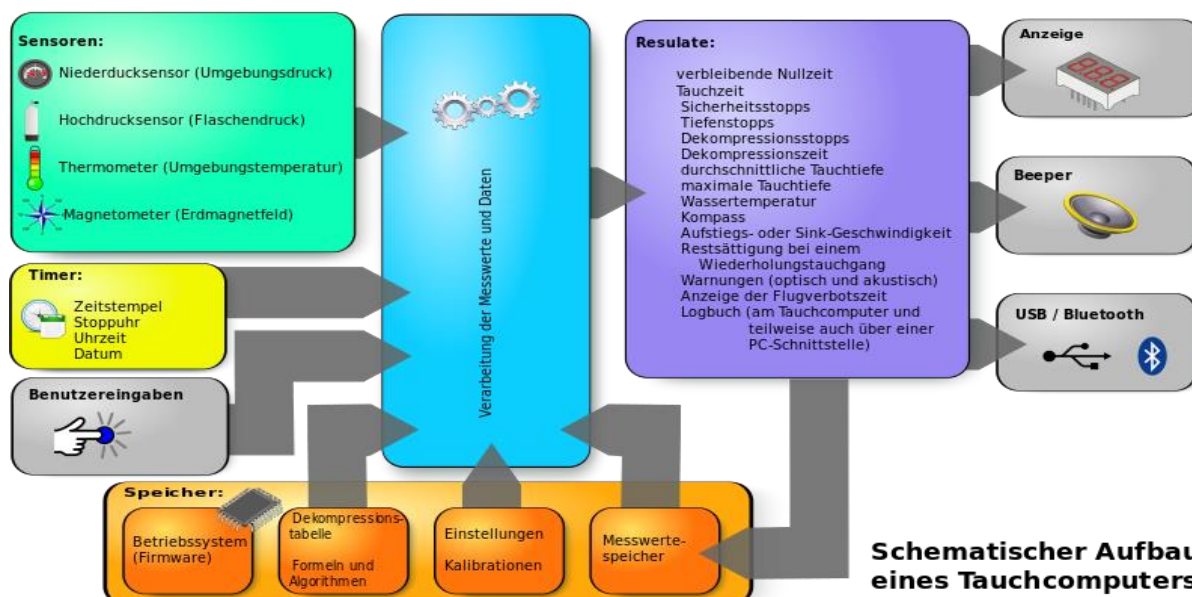 Sensoren:
Niederducksensor (Umgebungsdruck)
Hochdrucksensor (Flaschendruck)
Thermometer (Umgebungstemperatur)
Magnetometer (Erdmagnetfeld)
Timer:
Zeitstempel
Stoppuhr
Uhrzeit
Datum
Benutzereingaben
Verarbeitung der Messwerte und Daten
Resulate:
verbleibende Nullzeit
Tauchzeit
Sicherheitsstopps
Tiefenstopps
Dekompressionsstopps
Dekompressionszeit
durchschnittliche Tauchtiefe
maximale Tauchtiefe
Wassertemperatur
Kompass
Aufstiegs- oder Sink-Geschwindigkeit
Restsättigung bei einem
Wiederholungstauchgang
Warnungen (optisch und akustisch)
Anzeige der Flugverbotszeit
Logbuch (am Tauchcomputer und
teilweise auch über einer
PC-Schnittstelle)
Anzeige
Beeper
USB / Bluetooth
Speicher:
Betriebssystem
(Firmware)
Dekompressions-
tabelle
Formeln und
Algorithmen
Einstellungen
Kalibrationen
Messwerte-
speicher
Schematischer Aufbau
eines Tauchcomputers